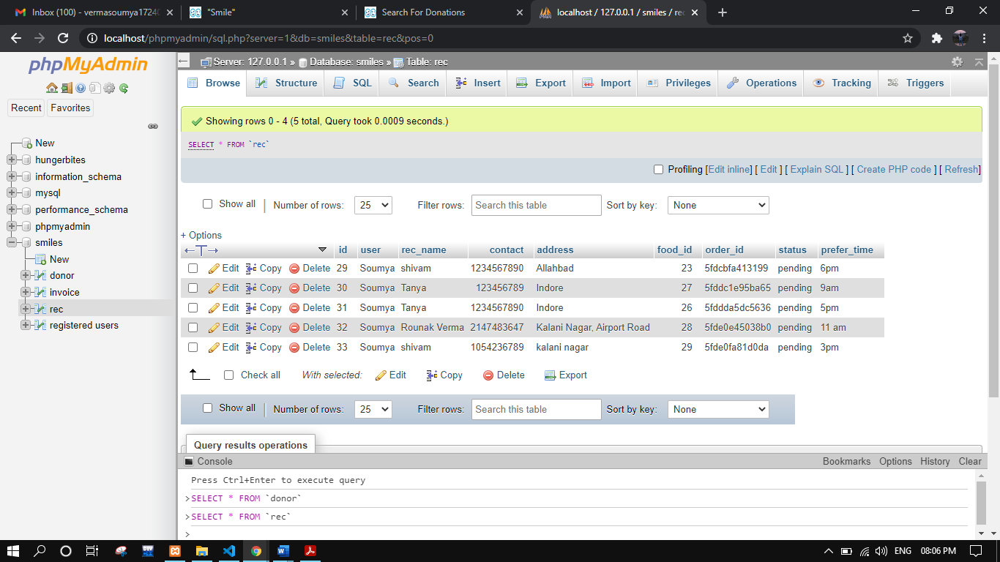 Inbox (100) - vermasoumya1724( "Smile" Search For Donations localhost / 127.0.0.1 / smiles / rec
localhost/phpmyadmin/sql.php?server=1&db=smiles&table=rec&pos=0
phpMyAdmin
Recent Favorites
New
hungerbites
information_schema
mysql
performance_schema
phpmyadmin
smiles
New
donor
invoice
rec
registered users
Server: 127.0.0.1 » Database: smiles » Table: rec
Browse Structure SQL Search Insert Export Import Privileges Operations Tracking Triggers
Showing rows 0 - 4 (5 total, Query took 0.0009 seconds.)
SELECT * FROM `rec`
Profiling [Edit inline] [ Edit ] [ Explain SQL ] [ Create PHP code ] [ Refresh]
Show all | Number of rows: 25 Filter rows: Search this table Sort by key: None
+ Options
←T→ id user rec_name contact address food_id order_id status prefer_time
Edit Copy Delete 29 Soumya shivam 1234567890 Allahbad 23 5fdcbfa413199 pending 6pm
Edit Copy Delete 30 Soumya Tanya 123456789 Indore 27 5fddc1e95ba65 pending 9am
Edit Copy Delete 31 Soumya Tanya 1234567890 Indore 26 5fddda5dc5636 pending 5pm
Edit Copy Delete 32 Soumya Rounak Verma 2147483647 Kalani Nagar, Airport Road 28 5fde0e45038b0 pending 11 am
Edit Copy Delete 33 Soumya shivam 1054236789 kalani nagar 29 5fde0fa81d0da pending 3pm
Check all With selected: Edit Copy Delete Export
Show all | Number of rows: 25 Filter rows: Search this table Sort by key: None
Query results operations
Console Bookmarks Options History Clear
Press Ctrl+Enter to execute query
>SELECT * FROM `donor`
>SELECT * FROM `rec`
>
ENG 08:06 PM